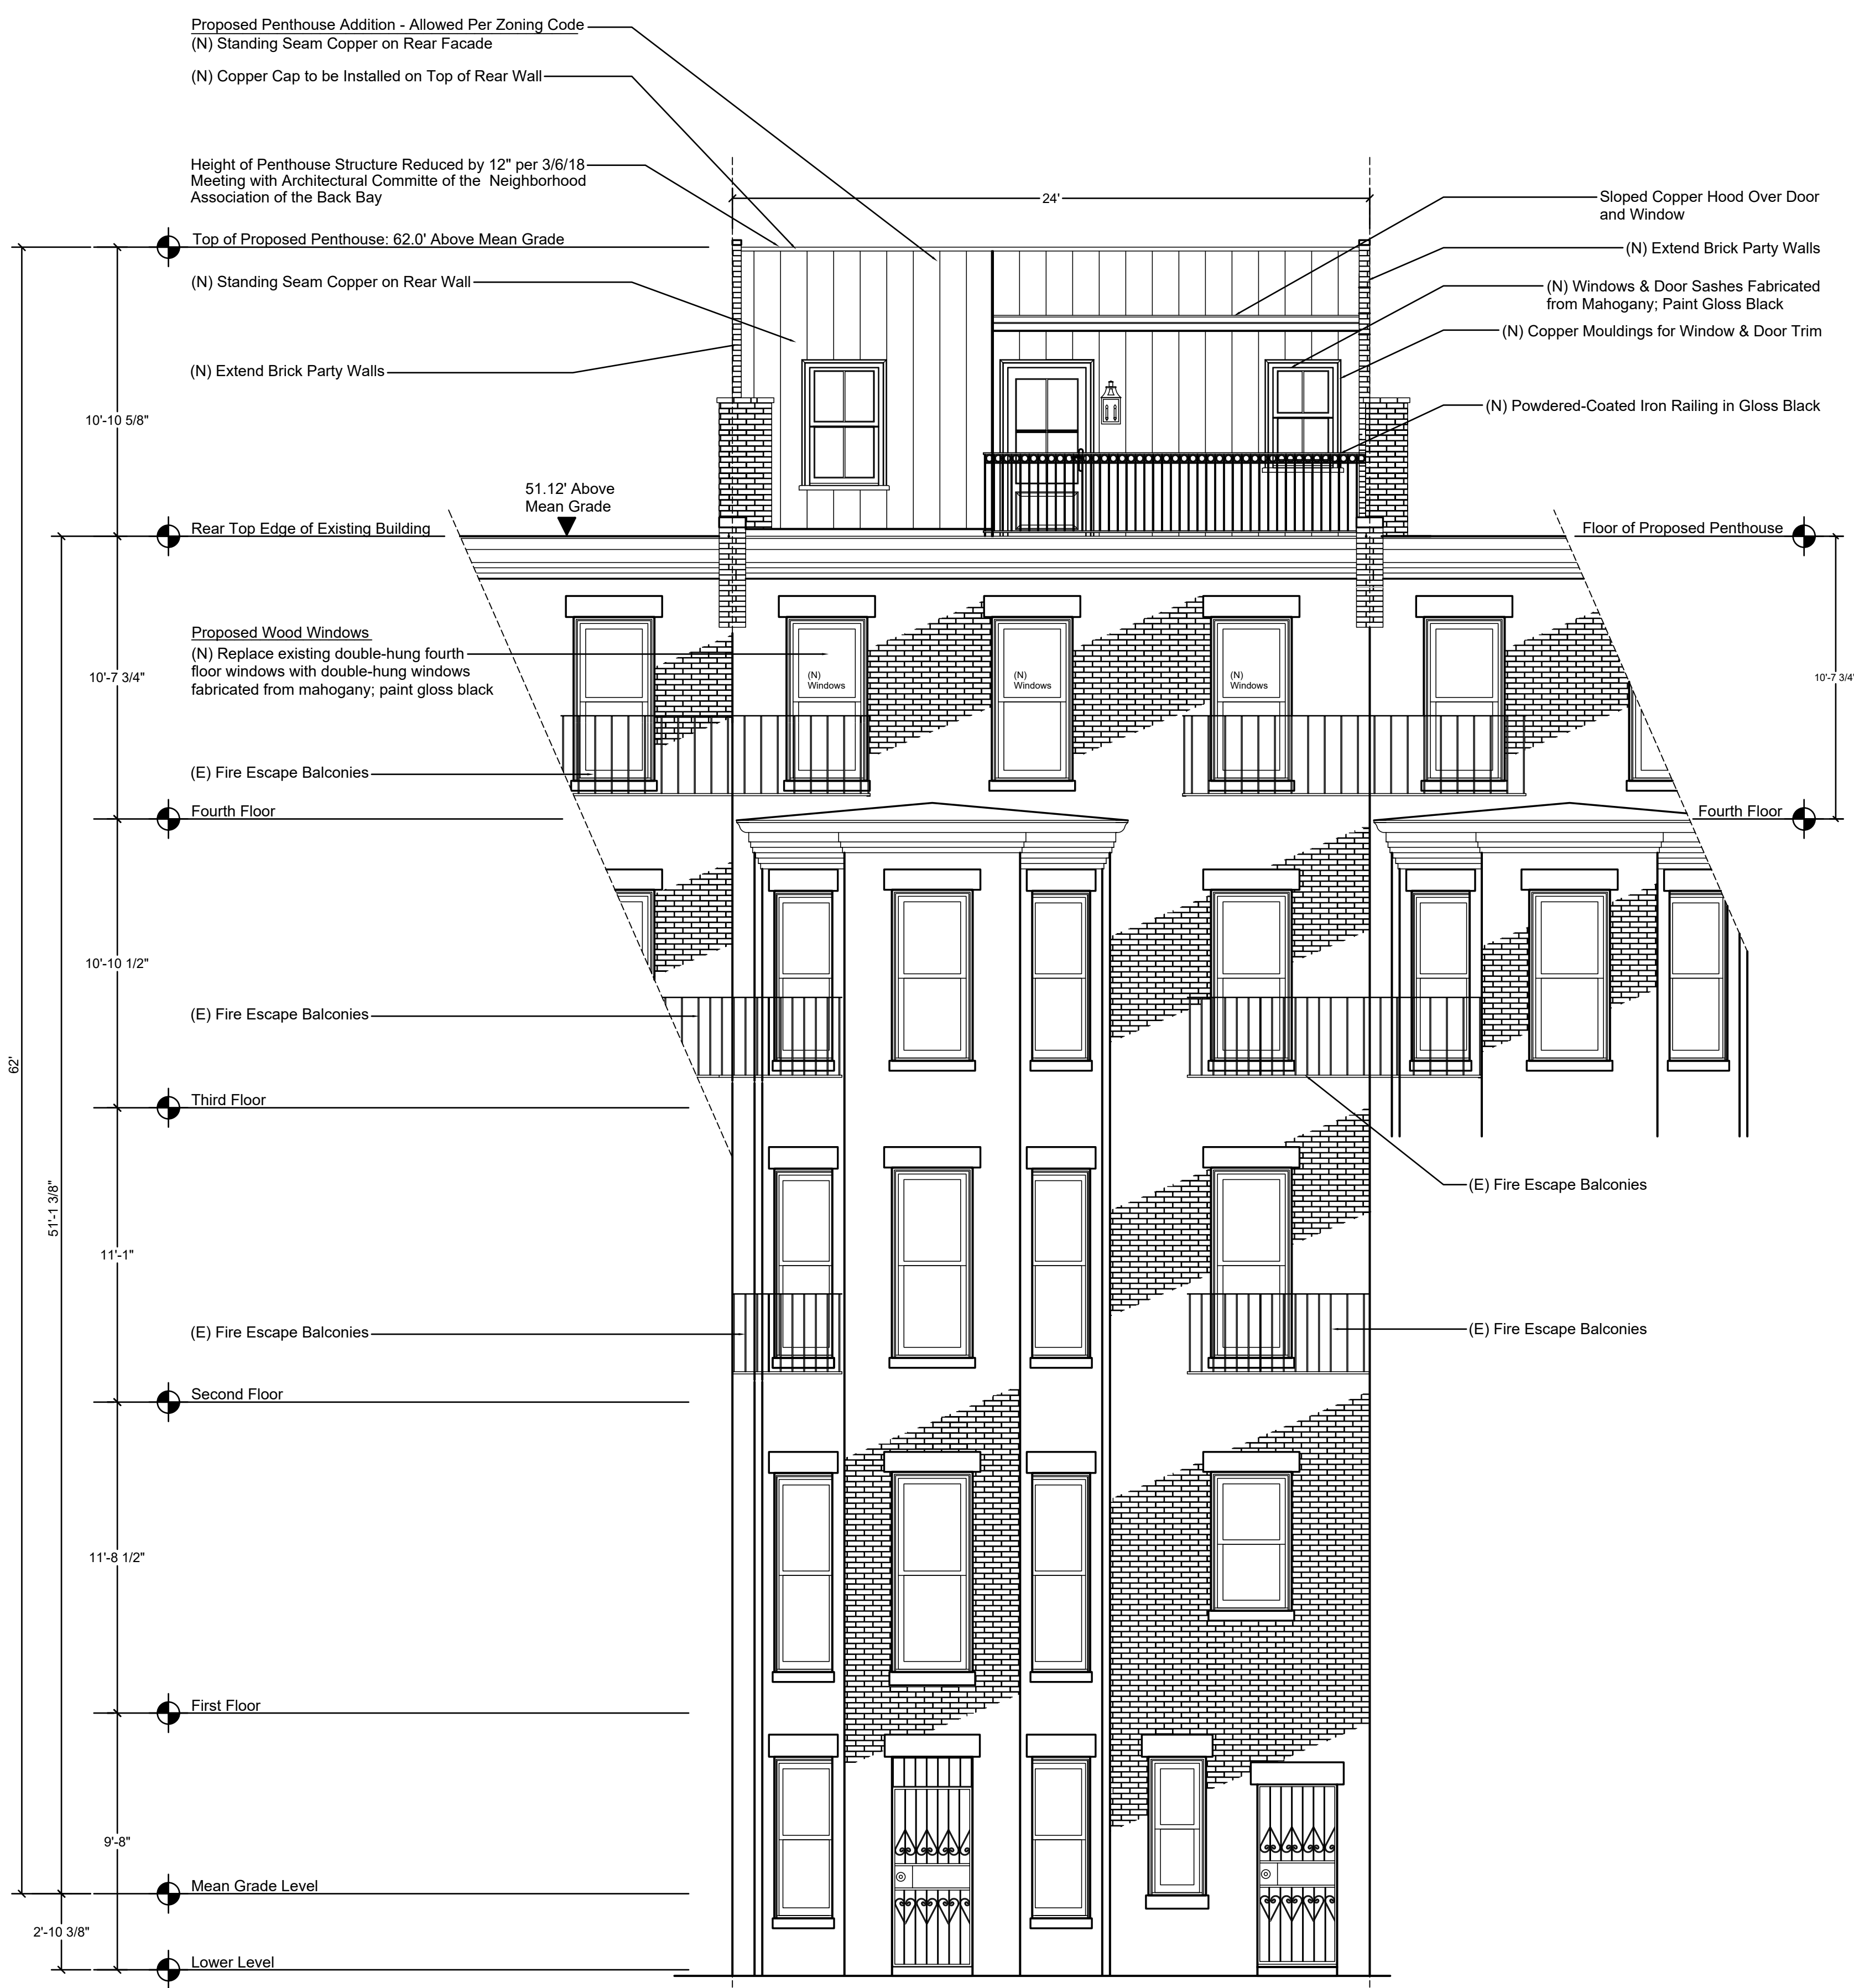 Proposed Penthouse Addition - Allowed Per Zoning Code
(N) Standing Seam Copper on Rear Facade
(N) Copper Cap to be Installed on Top of Rear Wall
Height of Penthouse Structure Reduced by 12" per 3/6/18
Meeting with Architectural Committe of the Neighborhood
Association of the Back Bay
24'
Sloped Copper Hood Over Door
and Window
Top of Proposed Penthouse: 62.0' Above Mean Grade
(N) Extend Brick Party Walls
(N) Standing Seam Copper on Rear Wall
(N) Windows & Door Sashes Fabricated
from Mahogany; Paint Gloss Black
(N) Copper Mouldings for Window & Door Trim
(N) Extend Brick Party Walls
(N) Powdered-Coated Iron Railing in Gloss Black
10'-10 5/8"
51.12' Above
Mean Grade
Rear Top Edge of Existing Building
Floor of Proposed Penthouse
Proposed Wood Windows
(N) Replace existing double-hung fourth
floor windows with double-hung windows
fabricated from mahogany; paint gloss black
10'-7 3/4"
(N)
Windows
(N)
Windows
(N)
Windows
10'-7 3/4"
(E) Fire Escape Balconies
Fourth Floor
Fourth Floor
10'-10 1/2"
(E) Fire Escape Balconies
62'
Third Floor
51'-1 3/8"
(E) Fire Escape Balconies
11'-1"
(E) Fire Escape Balconies
(E) Fire Escape Balconies
Second Floor
11'-8 1/2"
First Floor
9'-8"
Mean Grade Level
2'-10 3/8"
Lower Level